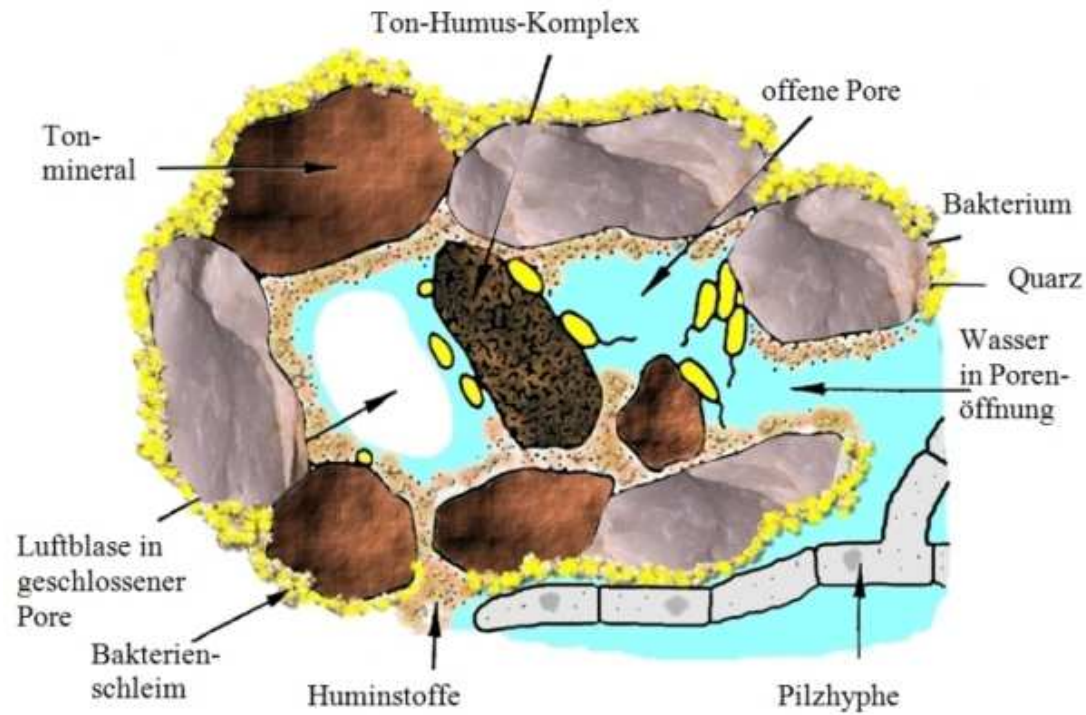 Ton-Humus-Komplex
offene Pore
Ton-
mineral
Bakterium
Quarz
Wasser
in Poren-
öffnung
Luftblase in
geschlossener
Pore
Bakterien-
schleim
Huminstoffe
Pilzhyphe